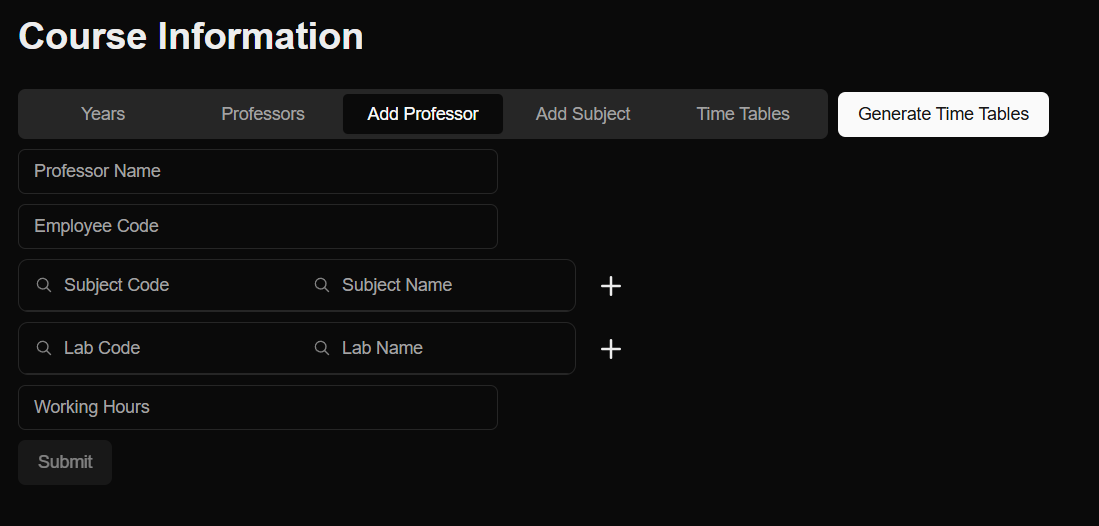 Course Information
Years Professors Add Professor Add Subject Time Tables Generate Time Tables
Professor Name
Employee Code
Subject Code Subject Name
Lab Code Lab Name
Working Hours
Submit